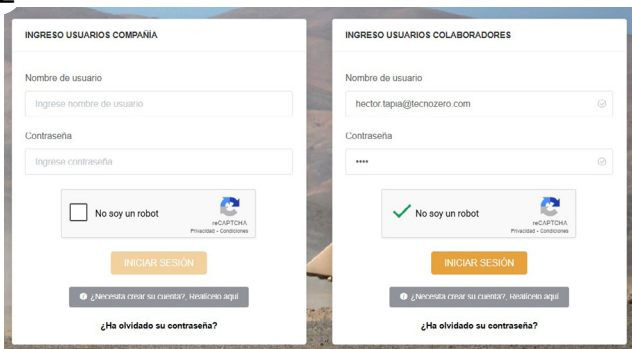 INGRESO USUARIOS COMPAÑÍA
Nombre de usuario
Ingrese nombre de usuario
Contraseña
Ingrese contraseña
No soy un robot
reCAPTCHA
Privacidad - Condiciones
INICIAR SESIÓN
¿Necesita crear su cuenta?, Realícelo aquí
¿Ha olvidado su contraseña?
INGRESO USUARIOS COLABORADORES
Nombre de usuario
hector.tapia@tecnozero.com
Contraseña
••••
No soy un robot
reCAPTCHA
Privacidad - Condiciones
INICIAR SESIÓN
¿Necesita crear su cuenta?, Realícelo aquí
¿Ha olvidado su contraseña?